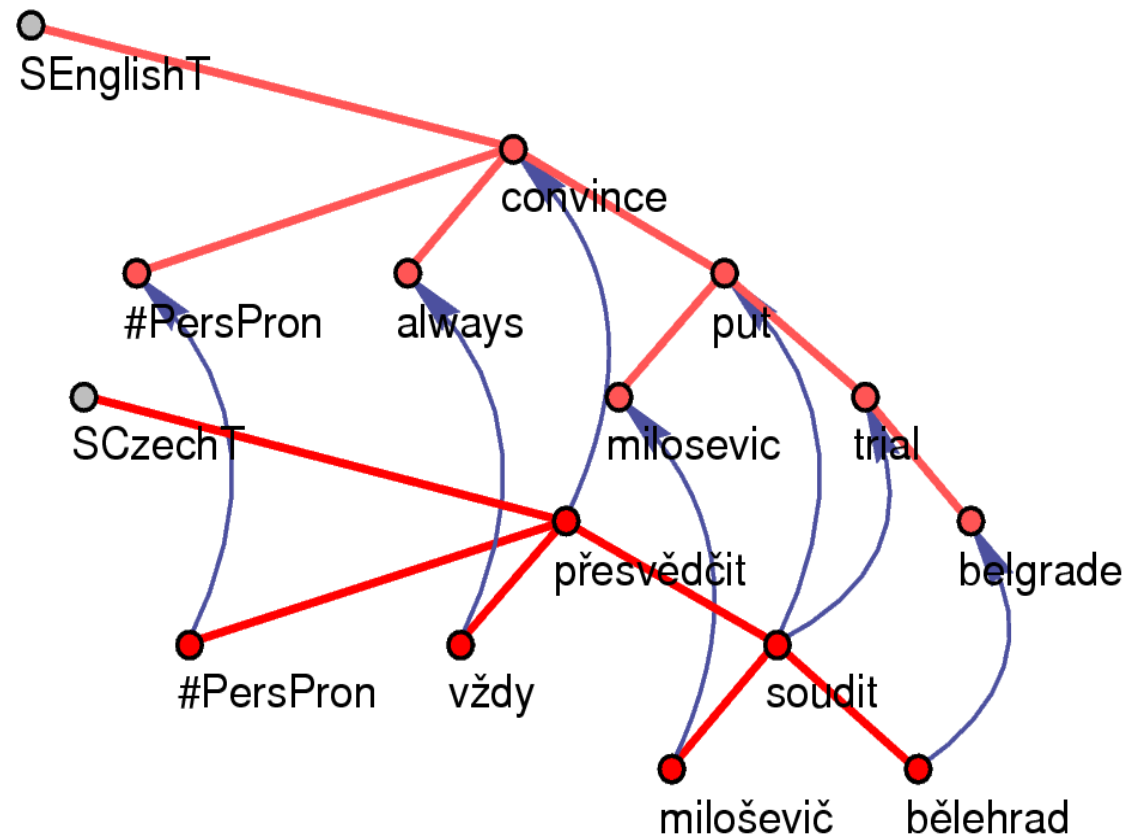 SEnglishT
convince
#PersPron always put
SCzechT milosevic trial
přesvědčit belgrade
#PersPron vždy soudit
miloševič bělehrad